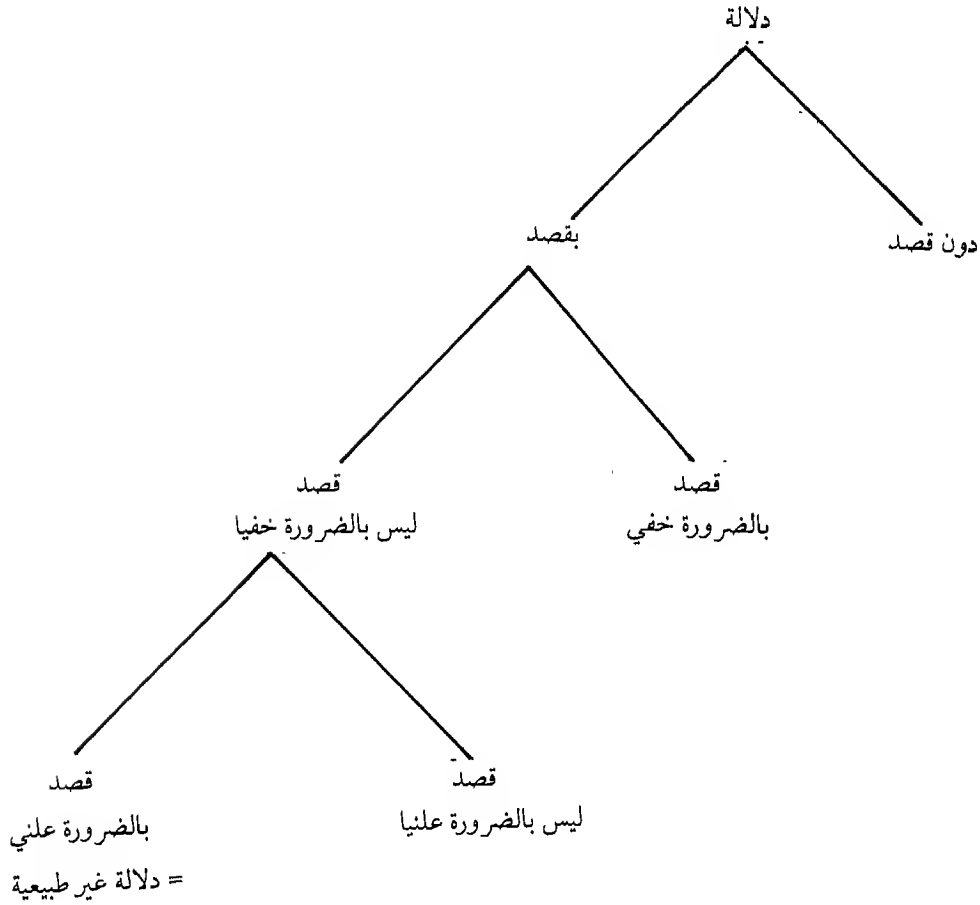 دلالة
دون قصد
بقصد
قصد
بالضرورة خفي
قصد
ليس بالضرورة خفيا
قصد
ليس بالضرورة علنيا
قصد
بالضرورة علني
= دلالة غير طبيعية